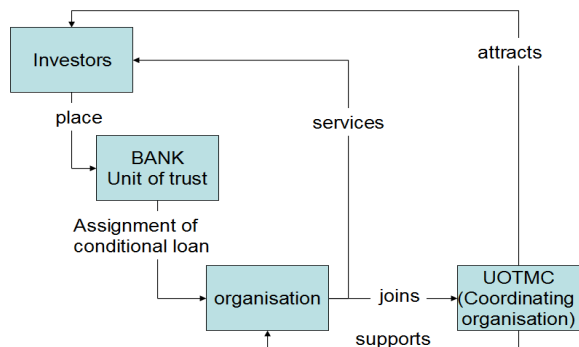 Investors
attracts
place
services
BANK
Unit of trust
Assignment of
conditional loan
organisation
joins
UOTMC
(Coordinating
organisation)
supports